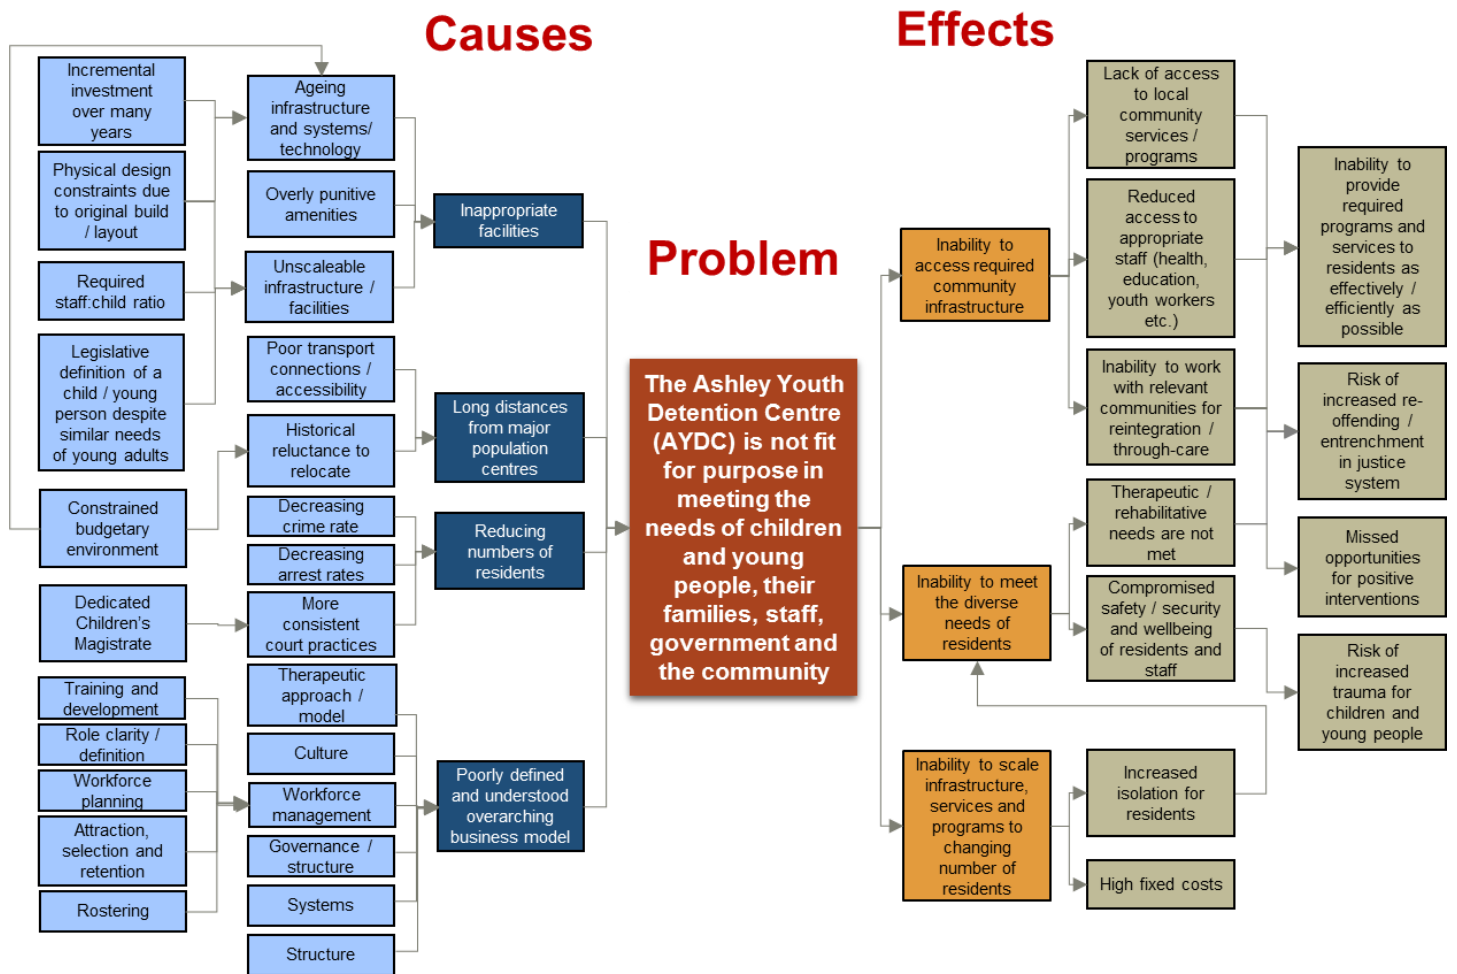 Causes
Effects
Problem
Incremental
investment
over many
years
Physical design
constraints due
to original build
/ layout
Required
staff:child ratio
Legislative
definition of a
child / young
person despite
similar needs
of young adults
Constrained
budgetary
environment
Dedicated
Children's
Magistrate
Training and
development
Role clarity /
definition
Workforce
planning
Attraction,
selection and
retention
Rostering
Ageing
infrastructure
and systems/
technology
Overly punitive
amenities
Unscaleable
infrastructure /
facilities
Poor transport
connections /
accessibility
Historical
reluctance to
relocate
Decreasing
crime rate
Decreasing
arrest rates
More
consistent
court practices
Therapeutic
approach /
model
Culture
Workforce
management
Governance /
structure
Systems
Structure
Inappropriate
facilities
Long distances
from major
population
centres
Reducing
numbers of
residents
Poorly defined
and understood
overarching
business model
The Ashley Youth
Detention Centre
(AYDC) is not fit
for purpose in
meeting the
needs of children
and young
people, their
families, staff,
government and
the community
Inability to
access required
community
infrastructure
Inability to meet
the diverse
needs of
residents
Inability to scale
infrastructure,
services and
programs to
changing
number of
residents
Lack of access
to local
community
services /
programs
Reduced
access to
appropriate
staff (health,
education,
youth workers
etc.)
Inability to work
with relevant
communities for
reintegration /
through-care
Therapeutic /
rehabilitative
needs are not
met
Compromised
safety / security
and wellbeing
of residents and
staff
Increased
isolation for
residents
High fixed costs
Inability to
provide
required
programs and
services to
residents as
effectively /
efficiently as
possible
Risk of
increased re-
offending /
entrenchment
in justice
system
Missed
opportunities
for positive
interventions
Risk of
increased
trauma for
children and
young people